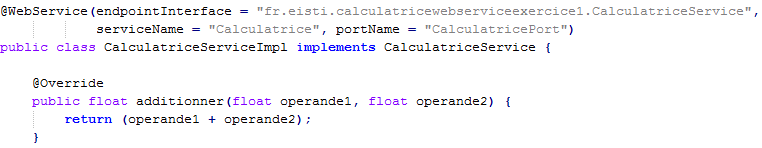 @WebService(endpointInterface = "fr.eisti.calculatricewebserviceexercice1.CalculatriceService",
serviceName = "Calculatrice", portName = "CalculatricePort")
public class CalculatriceServiceImpl implements CalculatriceService {
@Override
public float additionner(float operande1, float operande2) {
return (operande1 + operande2);
}